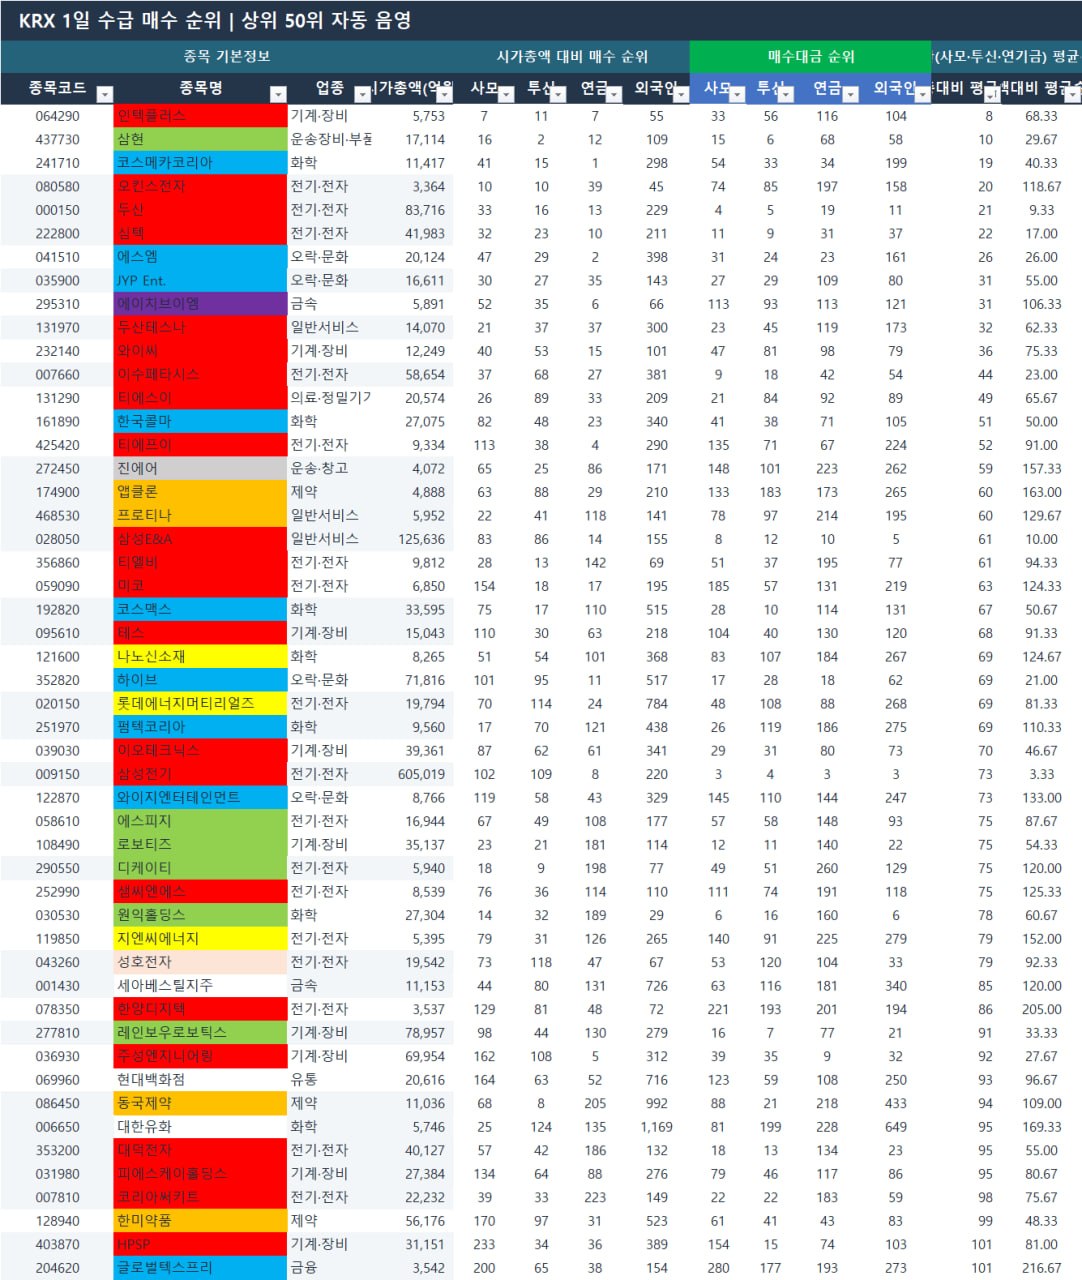 KRX 1일 수급 매수 순위 | 상위 50위 자동 음영
종목 기본정보 시가총액 대비 매수 순위 매수대금 순위 (사모·투신·연기금) 평균
종목코드 종목명 업종 시가총액(억원 사모 투신 연금 외국인 사모 투신 연금 외국인 총대비 평균 액대비 평균순
064290 인텍플러스 기계·장비 5,753 7 11 7 55 33 56 116 104 8 68.33
437730 삼현 운송장비·부품 17,114 16 2 12 109 15 6 68 58 10 29.67
241710 코스메카코리아 화학 11,417 41 15 1 298 54 33 34 199 19 40.33
080580 오킨스전자 전기·전자 3,364 10 10 39 45 74 85 197 158 20 118.67
000150 두산 전기·전자 83,716 33 16 13 229 4 5 19 11 21 9.33
222800 심텍 전기·전자 41,983 32 23 10 211 11 9 31 37 22 17.00
041510 에스엠 오락·문화 20,124 47 29 2 398 31 24 23 161 26 26.00
035900 JYP Ent. 오락·문화 16,611 30 27 35 143 27 29 109 80 31 55.00
295310 에이치브이엠 금속 5,891 52 35 6 66 113 93 113 121 31 106.33
131970 두산테스나 일반서비스 14,070 21 37 37 300 23 45 119 173 32 62.33
232140 와이씨 기계·장비 12,249 40 53 15 101 47 81 98 79 36 75.33
007660 이수페타시스 전기·전자 58,654 37 68 27 381 9 18 42 54 44 23.00
131290 티에스이 의료·정밀기기 20,574 26 89 33 209 21 84 92 89 49 65.67
161890 한국콜마 화학 27,075 82 48 23 340 41 38 71 105 51 50.00
425420 티에프이 전기·전자 9,334 113 38 4 290 135 71 67 224 52 91.00
272450 진에어 운송·창고 4,072 65 25 86 171 148 101 223 262 59 157.33
174900 앱클론 제약 4,888 63 88 29 210 133 183 173 265 60 163.00
468530 프로티나 일반서비스 5,952 22 41 118 141 78 97 214 195 60 129.67
028050 삼성E&A 일반서비스 125,636 83 86 14 155 8 12 10 5 61 10.00
356860 티엘비 전기·전자 9,812 28 13 142 69 51 37 195 77 61 94.33
059090 미코 전기·전자 6,850 154 18 17 195 185 57 131 219 63 124.33
192820 코스맥스 화학 33,595 75 17 110 515 28 10 114 131 67 50.67
095610 테스 기계·장비 15,043 110 30 63 218 104 40 130 120 68 91.33
121600 나노신소재 화학 8,265 51 54 101 368 83 107 184 267 69 124.67
352820 하이브 오락·문화 71,816 101 95 11 517 17 28 18 62 69 21.00
020150 롯데에너지머티리얼즈 전기·전자 19,794 70 114 24 784 48 108 88 268 69 81.33
251970 펌텍코리아 화학 9,560 17 70 121 438 26 119 186 275 69 110.33
039030 이오테크닉스 기계·장비 39,361 87 62 61 341 29 31 80 73 70 46.67
009150 삼성전기 전기·전자 605,019 102 109 8 220 3 4 3 3 73 3.33
122870 와이지엔터테인먼트 오락·문화 8,766 119 58 43 329 145 110 144 247 73 133.00
058610 에스피지 전기·전자 16,944 67 49 108 177 57 58 148 93 75 87.67
108490 로보티즈 기계·장비 35,137 23 21 181 114 12 11 140 22 75 54.33
290550 디케이티 전기·전자 5,940 18 9 198 77 49 51 260 129 75 120.00
252990 샘씨엔에스 전기·전자 8,539 76 36 114 110 111 74 191 118 75 125.33
030530 원익홀딩스 화학 27,304 14 32 189 29 6 16 160 6 78 60.67
119850 지엔씨에너지 전기·전자 5,395 79 31 126 265 140 91 225 279 79 152.00
043260 성호전자 전기·전자 19,542 73 118 47 67 53 120 104 33 79 92.33
001430 세아베스틸지주 금속 11,153 44 80 131 726 63 116 181 340 85 120.00
078350 한양디지텍 전기·전자 3,537 129 81 48 72 221 193 201 194 86 205.00
277810 레인보우로보틱스 기계·장비 78,957 98 44 130 279 16 7 77 21 91 33.33
036930 주성엔지니어링 기계·장비 69,954 162 108 5 312 39 35 9 32 92 27.67
069960 현대백화점 유통 20,616 164 63 52 716 123 59 108 250 93 96.67
086450 동국제약 제약 11,036 68 8 205 992 88 21 218 433 94 109.00
006650 대한유화 화학 5,746 25 124 135 1,169 81 199 228 649 95 169.33
353200 대덕전자 전기·전자 40,127 57 42 186 132 18 13 134 23 95 55.00
031980 피에스케이홀딩스 기계·장비 27,384 134 64 88 276 79 46 117 86 95 80.67
007810 코리아써키트 전기·전자 22,232 39 33 223 149 22 22 183 59 98 75.67
128940 한미약품 제약 56,176 170 97 31 523 61 41 43 83 99 48.33
403870 HPSP 기계·장비 31,151 233 34 36 389 154 15 74 103 101 81.00
204620 글로벌텍스프리 금융 3,542 200 65 38 154 280 177 193 273 101 216.67